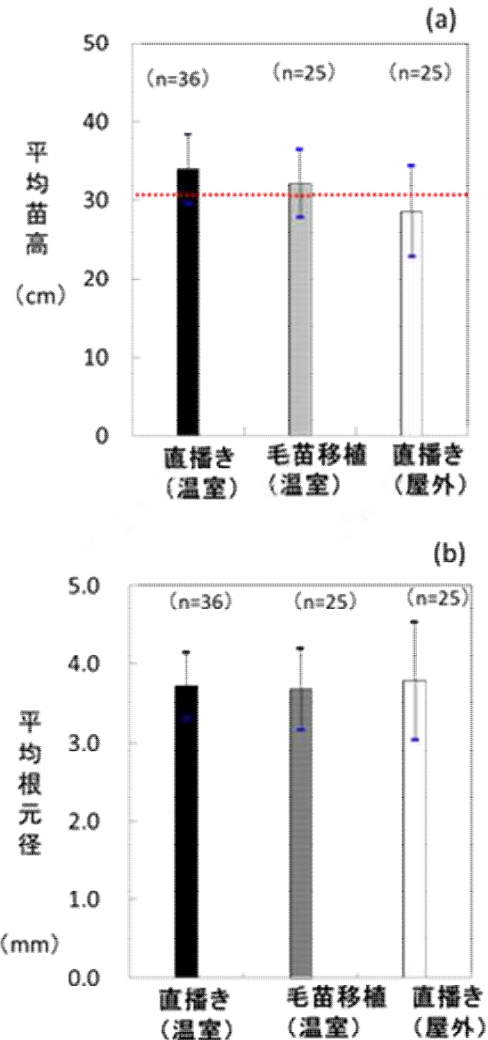 (a)
50
(n=36)
(n=25)
(n=25)
40
30
20
10
0
平均苗高
(cm)
直播き
(温室)
毛苗移植
(温室)
直播き
(屋外)
(b)
5.0
(n=36)
(n=25)
(n=25)
4.0
3.0
2.0
1.0
0.0
平均根元径
(mm)
直播き
(温室)
毛苗移植
(温室)
直播き
(屋外)